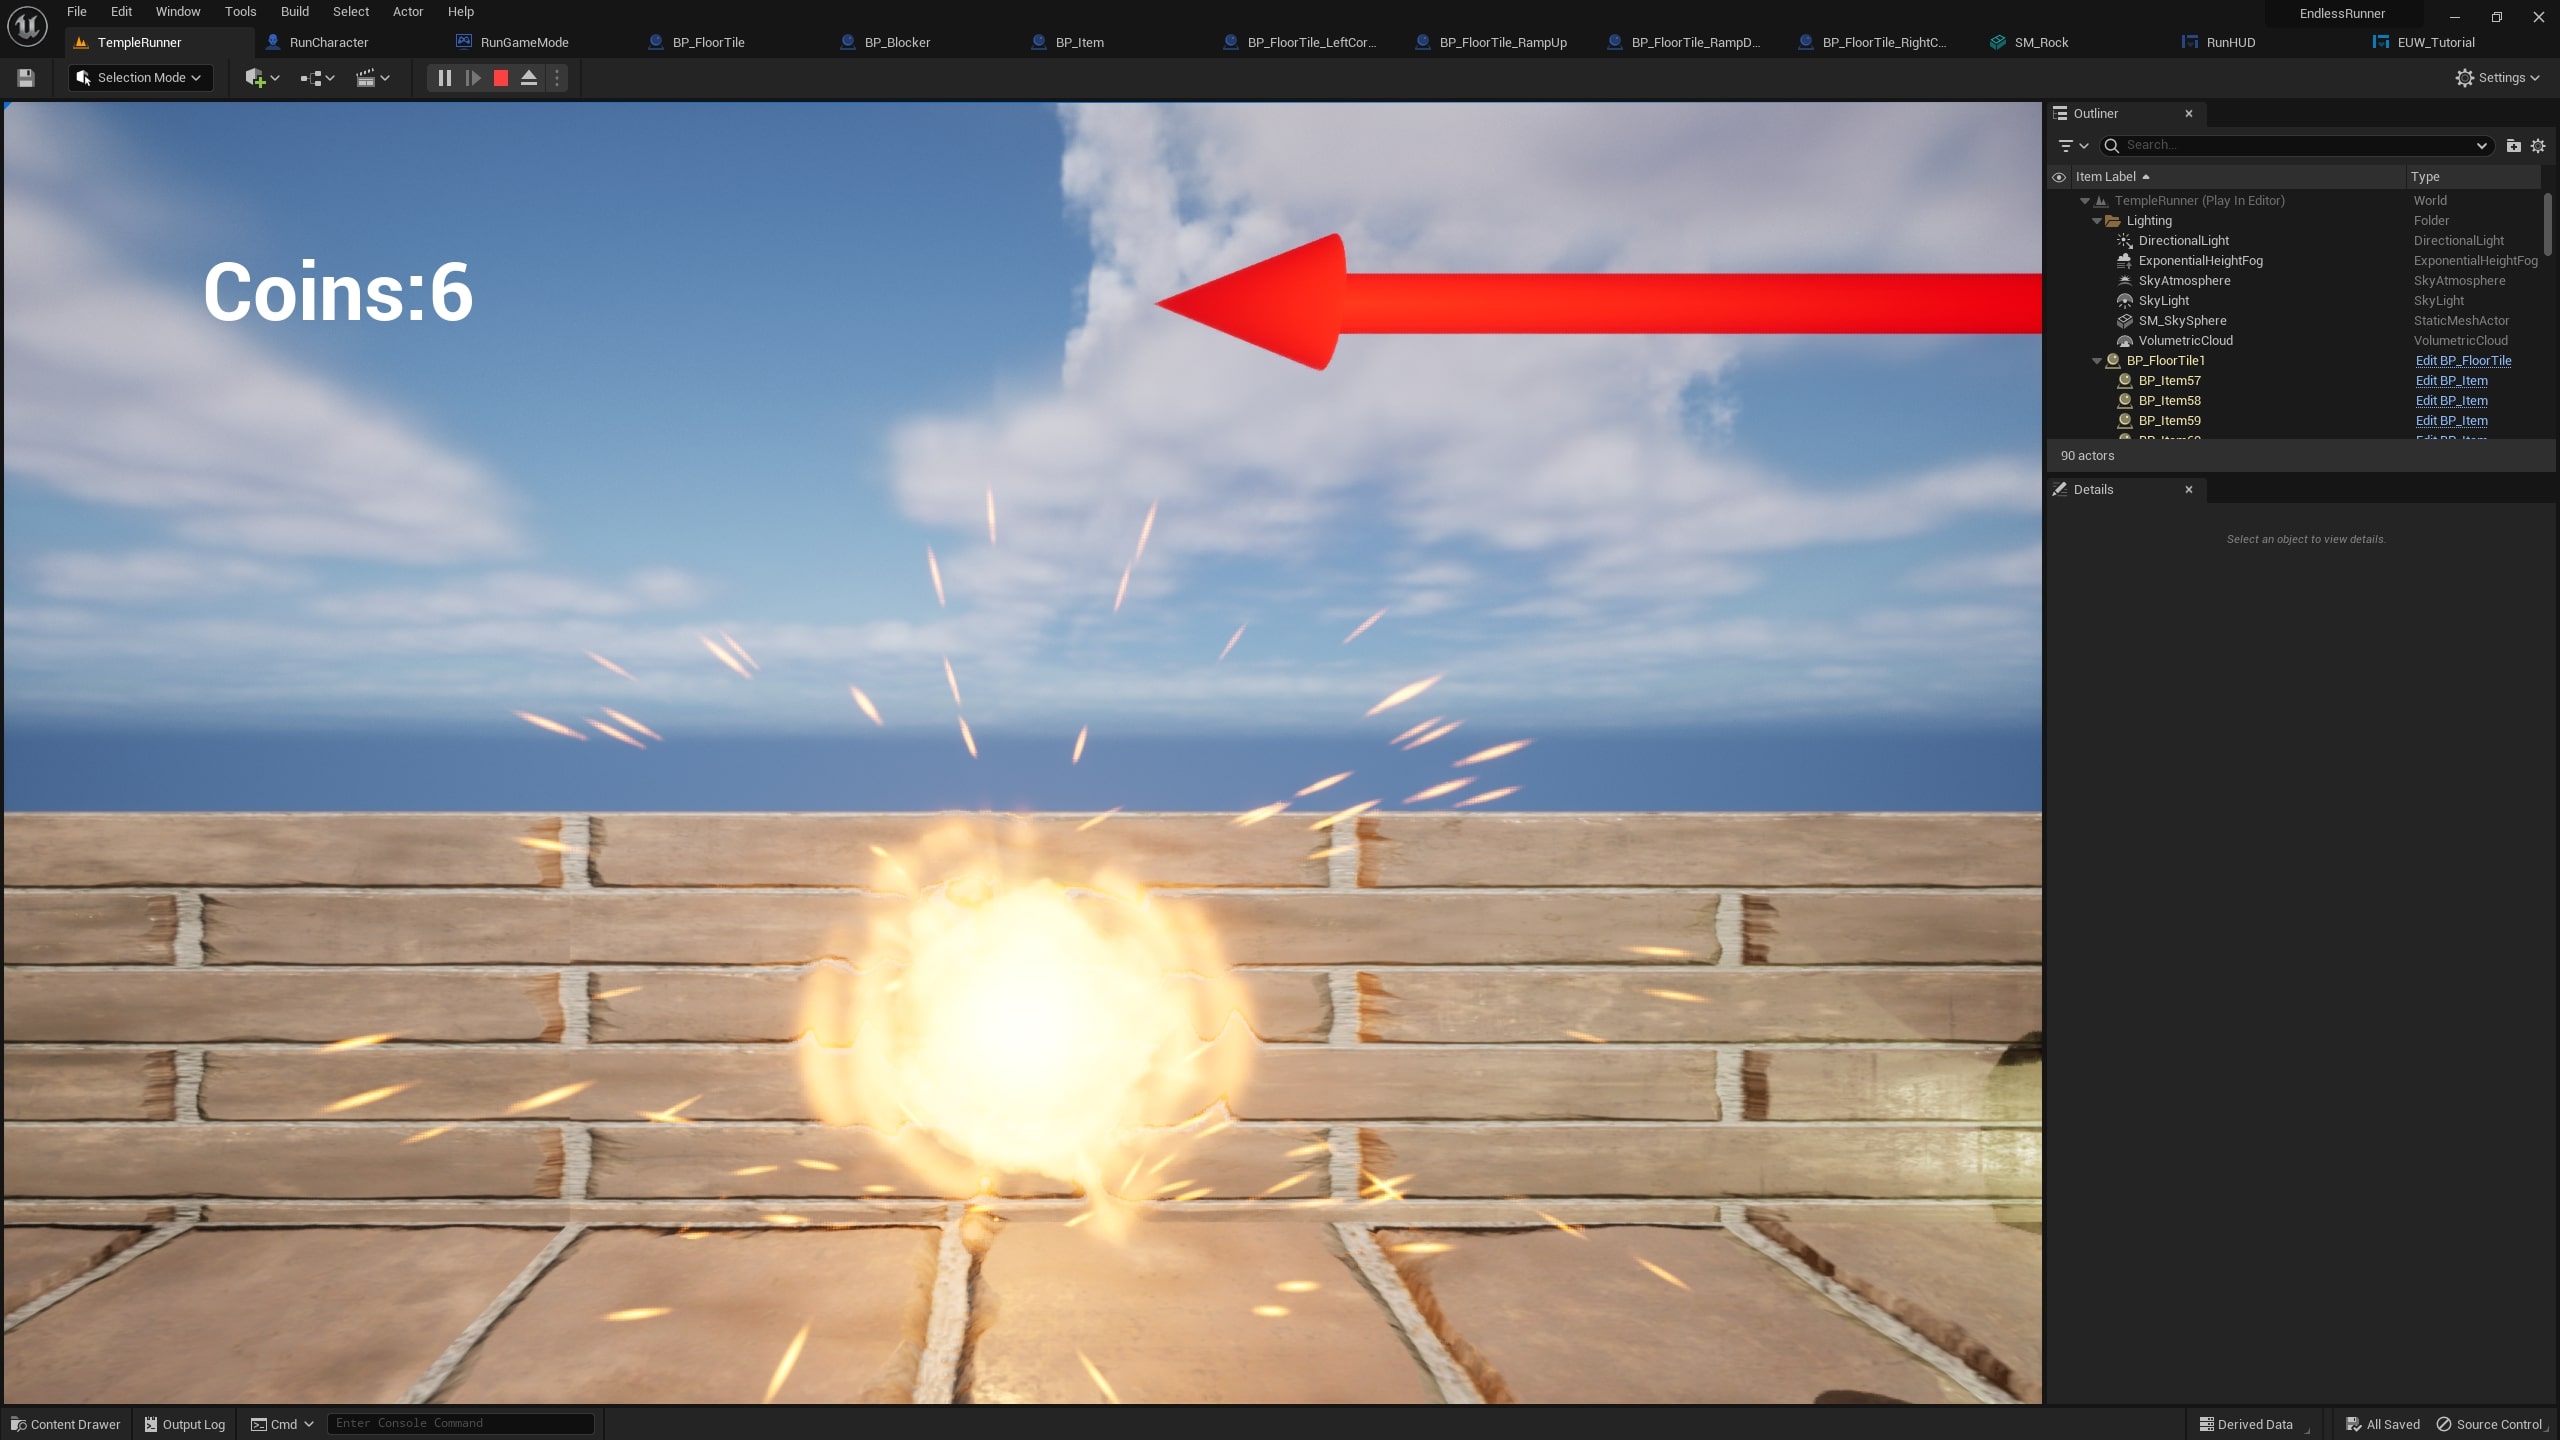 File Edit Window Tools Build Select Actor Help
EndlessRunner
TempleRunner RunCharacter RunGameMode BP_FloorTile BP_Blocker BP_Item BP_FloorTile_LeftCor... BP_FloorTile_RampUp BP_FloorTile_RampD... BP_FloorTile_RightC... SM_Rock RunHUD EUW_Tutorial
Selection Mode
Settings
Coins:6
Outliner
Search...
Item Label Type
TempleRunner (Play In Editor) World
Lighting Folder
DirectionalLight DirectionalLight
ExponentialHeightFog ExponentialHeightFog
SkyAtmosphere SkyAtmosphere
SkyLight SkyLight
SM_SkySphere StaticMeshActor
VolumetricCloud VolumetricCloud
BP_FloorTile1 Edit BP_FloorTile
BP_Item57 Edit BP_Item
BP_Item58 Edit BP_Item
BP_Item59 Edit BP_Item
90 actors
Details
Select an object to view details.
Content Drawer Output Log Cmd Enter Console Command
Derived Data All Saved Source Control